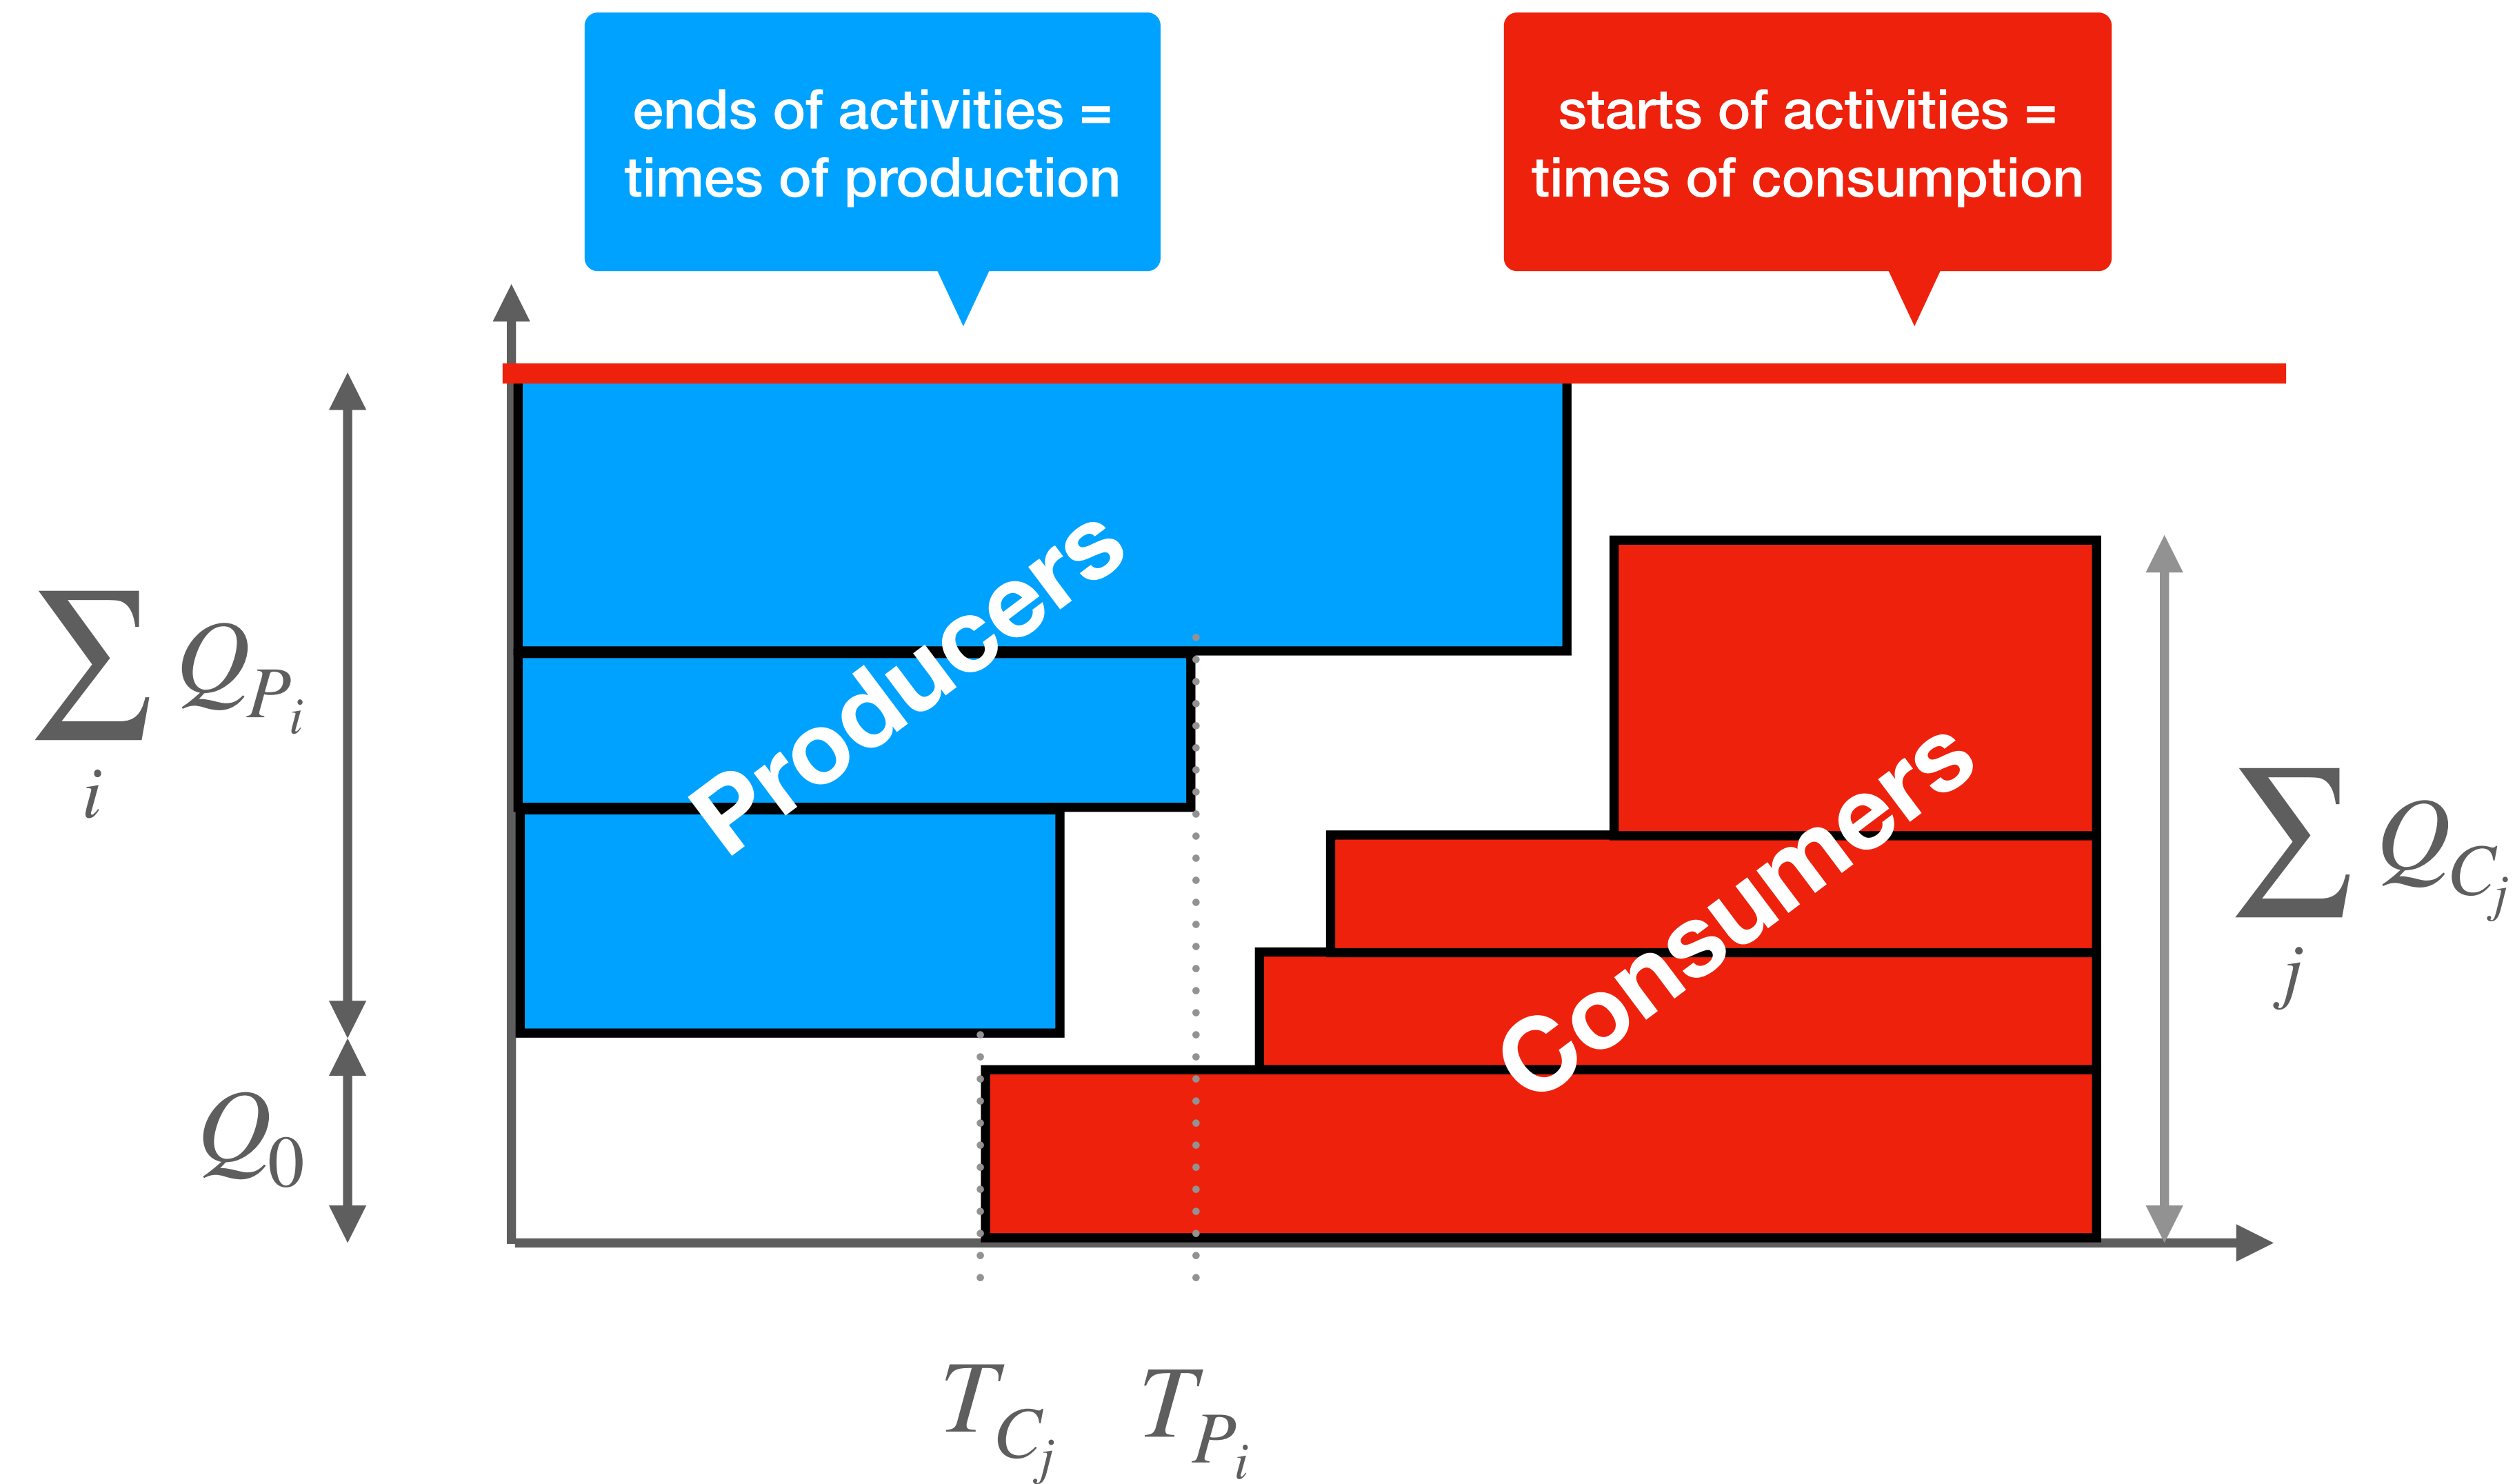 ends of activities =
times of production
starts of activities =
times of consumption
Producers
Consumers
∑ Q_{P_i}
i
∑ Q_{C_j}
j
Q_0
T_{C_j} T_{P_i}